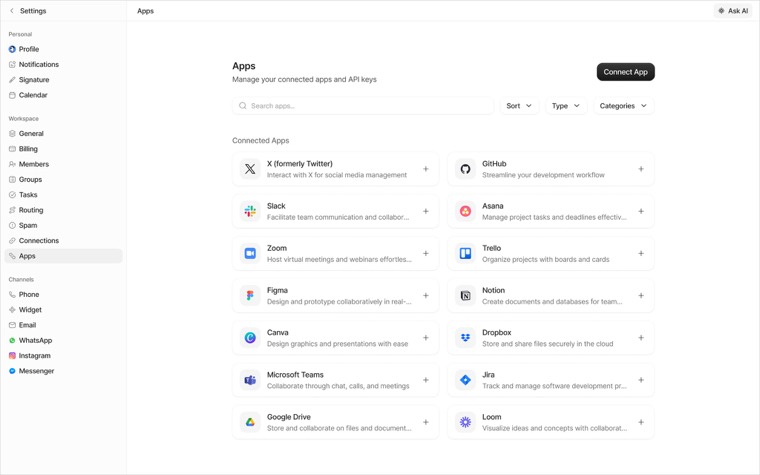 Settings
Apps
Ask AI
Personal
Profile
Notifications
Signature
Calendar
Workspace
General
Billing
Members
Groups
Tasks
Routing
Spam
Connections
Apps
Channels
Phone
Widget
Email
WhatsApp
Instagram
Messenger
Apps
Manage your connected apps and API keys
Connect App
Search apps...
Sort
Type
Categories
Connected Apps
X (formerly Twitter)
Interact with X for social media management
GitHub
Streamline your development workflow
Slack
Facilitate team communication and collabor...
Asana
Manage project tasks and deadlines effectiv...
Zoom
Host virtual meetings and webinars effortles...
Trello
Organize projects with boards and cards
Figma
Design and prototype collaboratively in real-...
Notion
Create documents and databases for team...
Canva
Design graphics and presentations with ease
Dropbox
Store and share files securely in the cloud
Microsoft Teams
Collaborate through chat, calls, and meetings
Jira
Track and manage software development pr...
Google Drive
Store and collaborate on files and document...
Loom
Visualize ideas and concepts with collaborat...